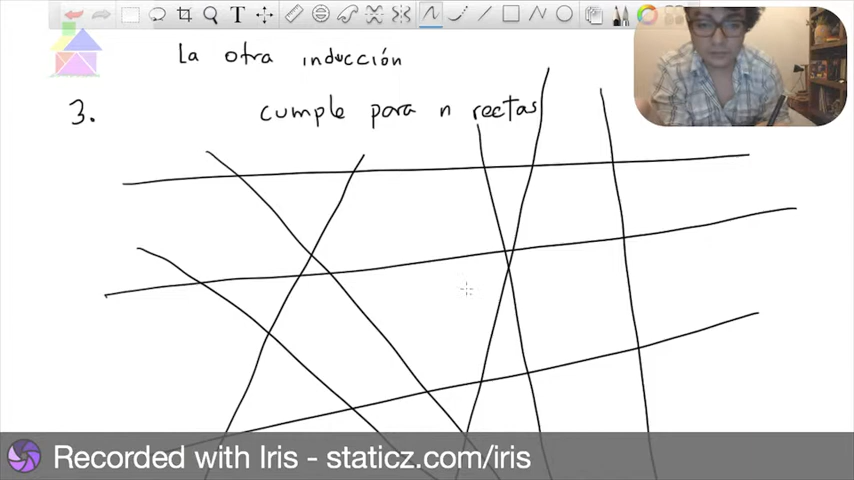 T
La otra inducción
3. cumple para n rectas
Recorded with Iris - staticz.com/iris